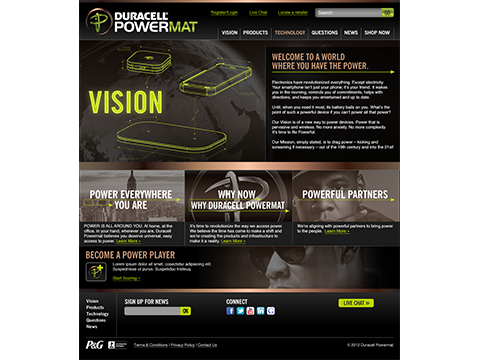 DURACELL
POWERMAT
Register/Login Live Chat Locate a retailer
Search GO
VISION PRODUCTS TECHNOLOGY QUESTIONS NEWS SHOP NOW
VISION
WELCOME TO A WORLD
WHERE YOU HAVE THE POWER.
Electronics have revolutionized everything. Except electricity.
Your smartphone isn't just your phone, it's your friend. It wakes
you in the morning, reminds you of commitments, helps with
directions, and keeps you entertained and up to date.
Until, when you need it most, its battery bails on you. What's the
point of such a powerful device if you can't power all that power?
Our Vision is of a new way to power devices. Power that is
pervasive and wireless. No more anxiety. No more complexity.
It's time to Be Powerful.
Our Mission, simply stated, is to drag power – kicking and
screaming if necessary – out of the 19th century and into the 21st!
POWER EVERYWHERE
YOU ARE
POWER IS ALL AROUND YOU. At home, at the
office, in your hand, wherever you are, Duracell
Powermat believes you deserve universal, easy
access to power. Learn More »
WHY NOW
WHY DURACELL POWERMAT
It's time to revolutionize the way we access power.
We believe the time has come to make a shift and
we're creating the products and infrastructure to
make it a reality. Learn More »
POWERFUL PARTNERS
We're aligning with powerful partners to bring power
to the people. Learn More »
BECOME A POWER PLAYER
Lorem ipsum dolor sit amet, consectetur adipiscing elit.
Suspendisse ut purus. Suspendisse tincidunt.
Start Scoring »
Vision
Products
Technology
Questions
News
SIGN UP FOR NEWS
OK
CONNECT
LIVE CHAT »
P&G
Terms & Conditions | Privacy Policy | Contact Us
© 2013 Duracell Powermat